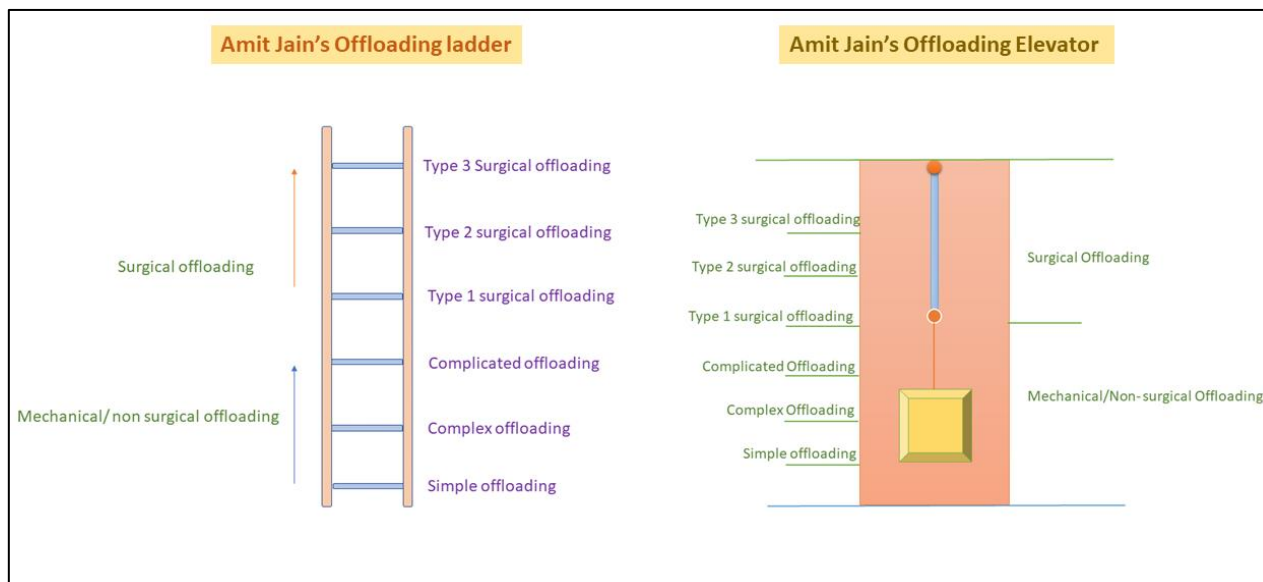 Amit Jain's Offloading ladder
Type 3 Surgical offloading
Type 2 surgical offloading
Surgical offloading
Type 1 surgical offloading
Complicated offloading
Mechanical/ non surgical offloading
Complex offloading
Simple offloading
Amit Jain's Offloading Elevator
Type 3 surgical offloading
Type 2 surgical offloading
Type 1 surgical offloading
Complicated Offloading
Complex Offloading
Simple offloading
Surgical Offloading
Mechanical/Non-surgical Offloading